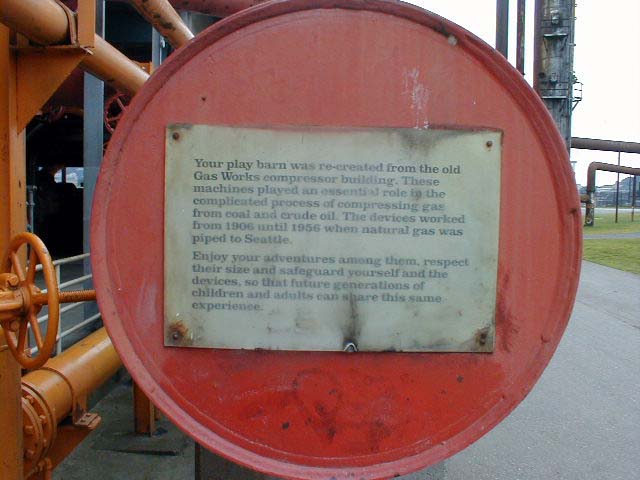 Your play barn was re-created from the old
Gas Works compressor building. These
machines played an essential role in the
complicated process of compressing gas
from coal and crude oil. The devices worked
from 1906 until 1956 when natural gas was
piped to Seattle.
Enjoy your adventures among them, respect
their size and safeguard yourself and the
devices, so that future generations of
children and adults can share this same
experience.